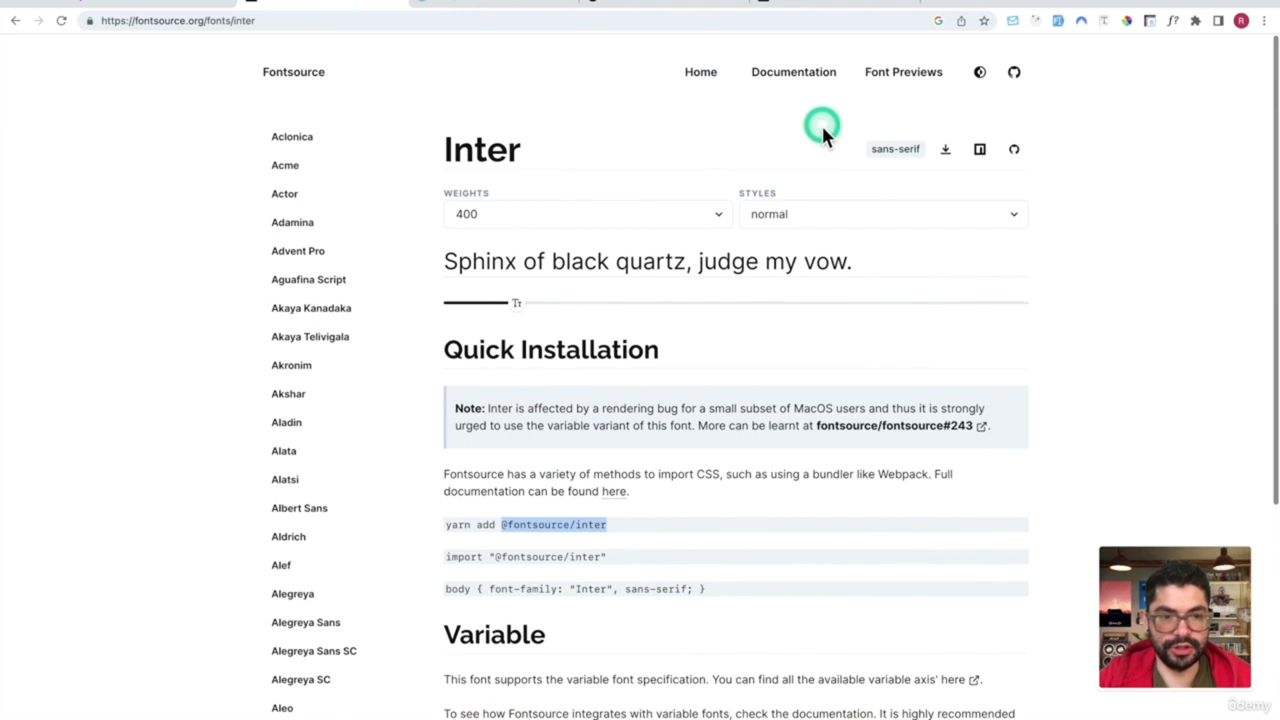 https://fontsource.org/fonts/inter
R
Fontsource
Home
Documentation
Font Previews
Aclonica
Acme
Actor
Adamina
Advent Pro
Aguafina Script
Akaya Kanadaka
Akaya Telivigala
Akronim
Akshar
Aladin
Alata
Alatsi
Albert Sans
Aldrich
Alef
Alegreya
Alegreya Sans
Alegreya Sans SC
Alegreya SC
Aleo
Inter
sans-serif
WEIGHTS
STYLES
400
normal
Sphinx of black quartz, judge my vow.
Quick Installation
Note: Inter is affected by a rendering bug for a small subset of MacOS users and thus it is strongly
urged to use the variable variant of this font. More can be learnt at fontsource/fontsource#243.
Fontsource has a variety of methods to import CSS, such as using a bundler like Webpack. Full
documentation can be found here.
yarn add @fontsource/inter
import "@fontsource/inter"
body { font-family: "Inter", sans-serif; }
Variable
This font supports the variable font specification. You can find all the available variable axis' here.
To see how Fontsource integrates with variable fonts, check the documentation. It is highly recommended
ûdemy